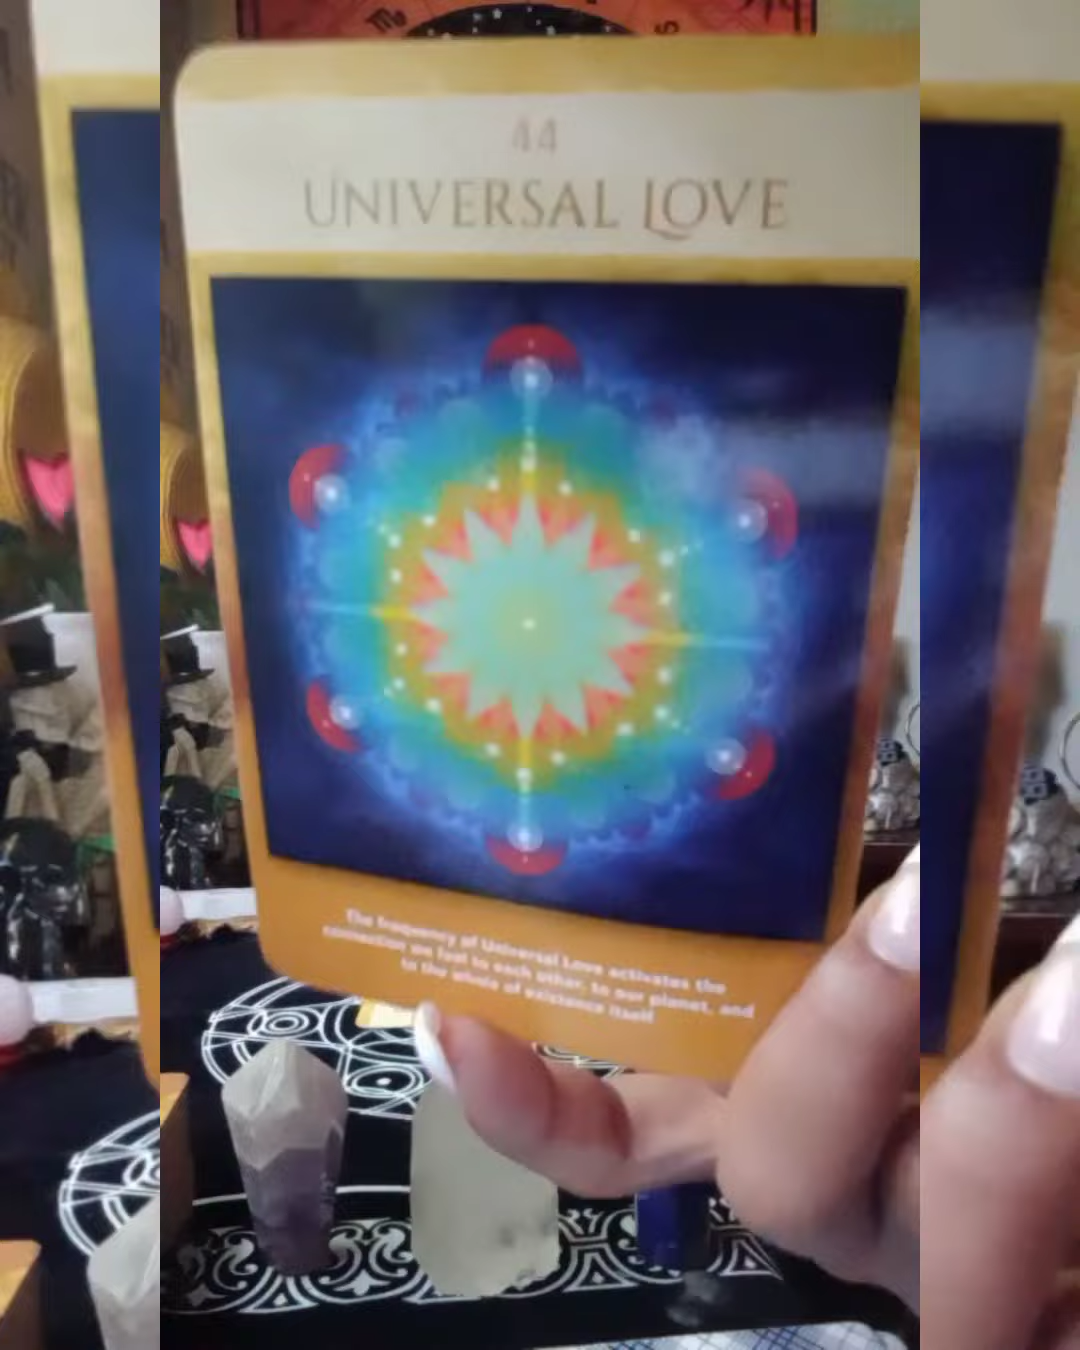 44
UNIVERSAL LOVE
The frequency of Universal Love activates the
connection we feel to each other, to our planet, and
to the whole of existence itself